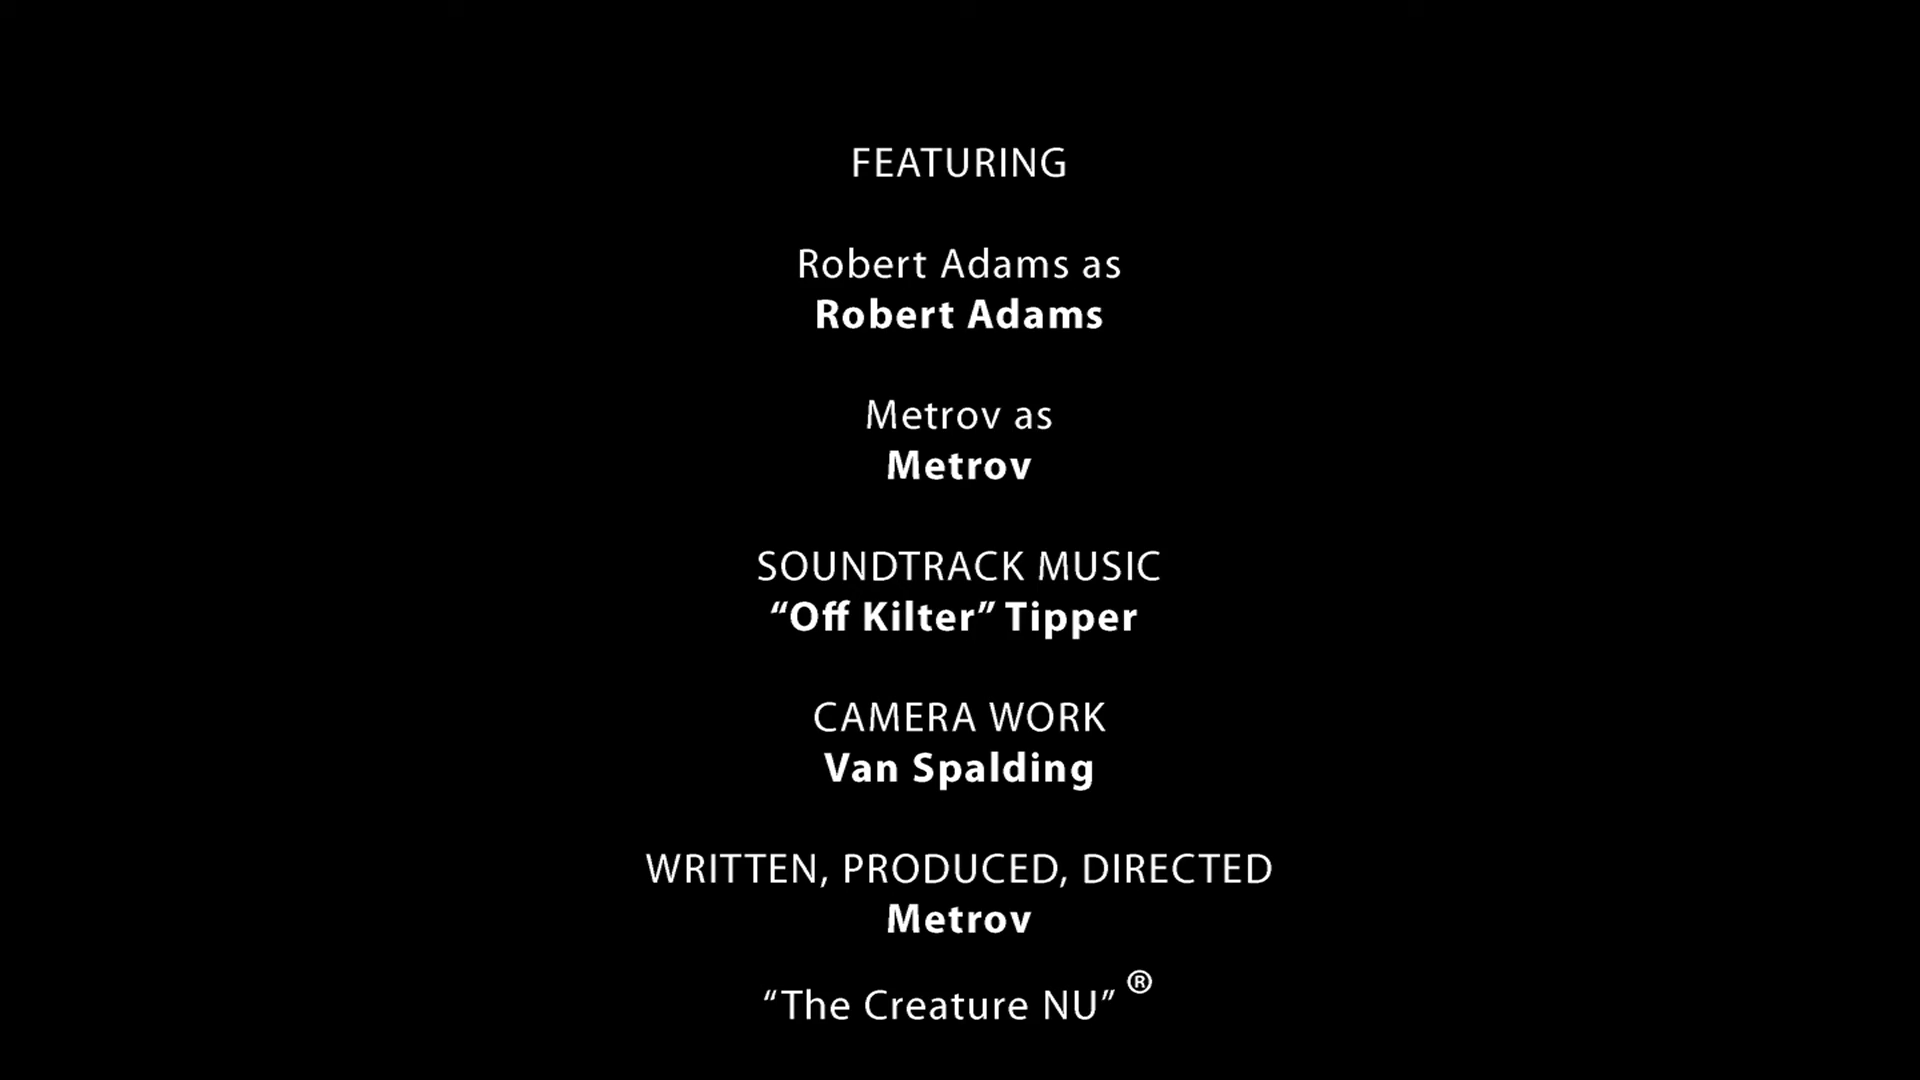 FEATURING
Robert Adams as
Robert Adams
Metrov as
Metrov
SOUNDTRACK MUSIC
“Off Kilter” Tipper
CAMERA WORK
Van Spalding
WRITTEN, PRODUCED, DIRECTED
Metrov
“The Creature NU” ®